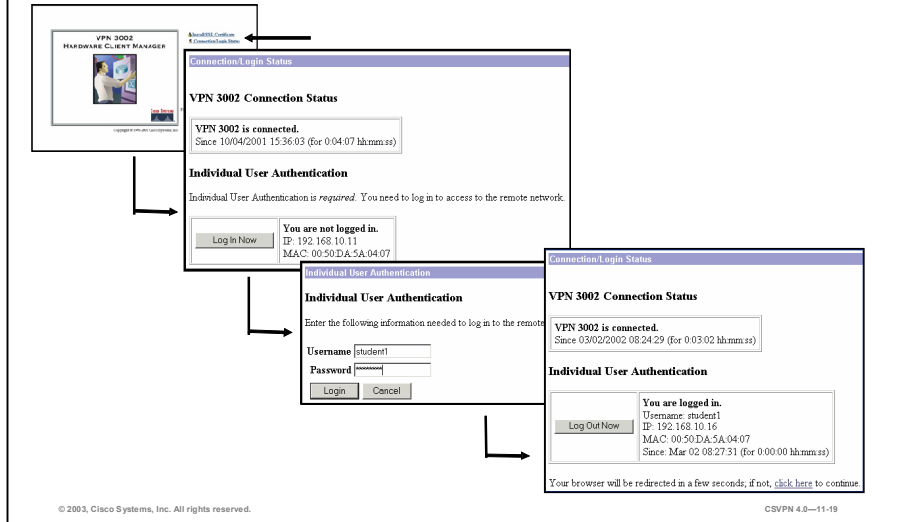 VPN 3002
HARDWARE CLIENT MANAGER
Install SSL Certificate
Connection/Login Status
Connection/Login Status
VPN 3002 Connection Status
VPN 3002 is connected.
Since 10/04/2001 15:36:03 (for 0:04:07 hh:mm:ss)
Individual User Authentication
Individual User Authentication is required. You need to log in to access to the remote network.
Log In Now
You are not logged in.
IP: 192.168.10.11
MAC: 00:50:DA:5A:04:07
Individual User Authentication
Individual User Authentication
Enter the following information needed to log in to the remote
Username student1
Password *********
Login Cancel
Connection/Login Status
VPN 3002 Connection Status
VPN 3002 is connected.
Since 03/02/2002 08:24:29 (for 0:03:02 hh:mm:ss)
Individual User Authentication
Log Out Now
You are logged in.
Username: student1
IP: 192.168.10.16
MAC: 00:50:DA:5A:04:07
Since: Mar 02 08:27:31 (for 0:00:00 hh:mm:ss)
Your browser will be redirected in a few seconds; if not, click here to continue.
© 2003, Cisco Systems, Inc. All rights reserved.
CSVPN 4.0—11-19